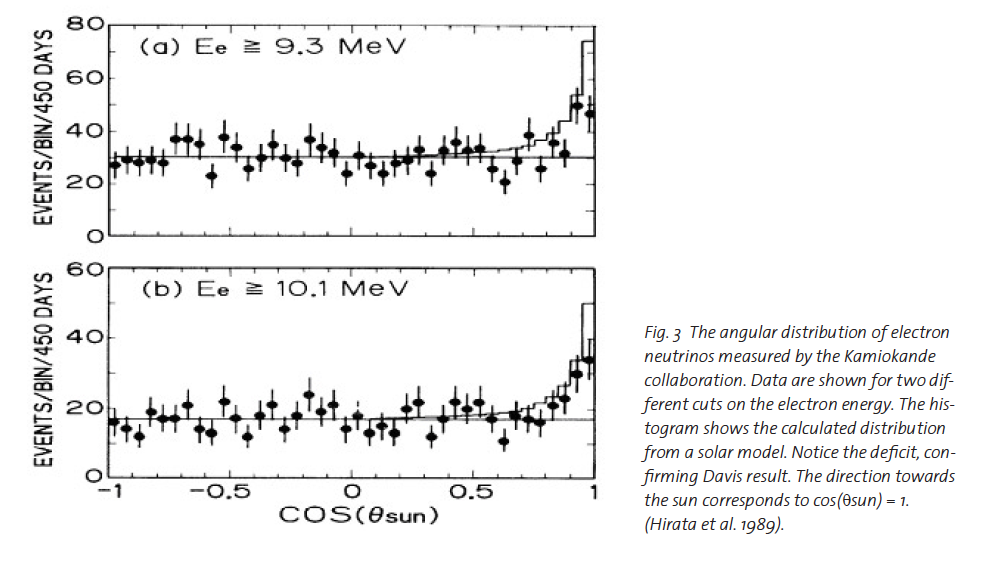 80
(a) Ee ≧ 9.3 MeV
60
40
20
0
EVENTS/BIN/450 DAYS
60
(b) Ee ≧ 10.1 MeV
40
20
0
EVENTS/BIN/450 DAYS
-1 -0.5 0 0.5 1
COS(θsun)
Fig. 3 The angular distribution of electron
neutrinos measured by the Kamiokande
collaboration. Data are shown for two dif-
ferent cuts on the electron energy. The his-
togram shows the calculated distribution
from a solar model. Notice the deficit, con-
firming Davis result. The direction towards
the sun corresponds to cos(θsun) = 1.
(Hirata et al. 1989).